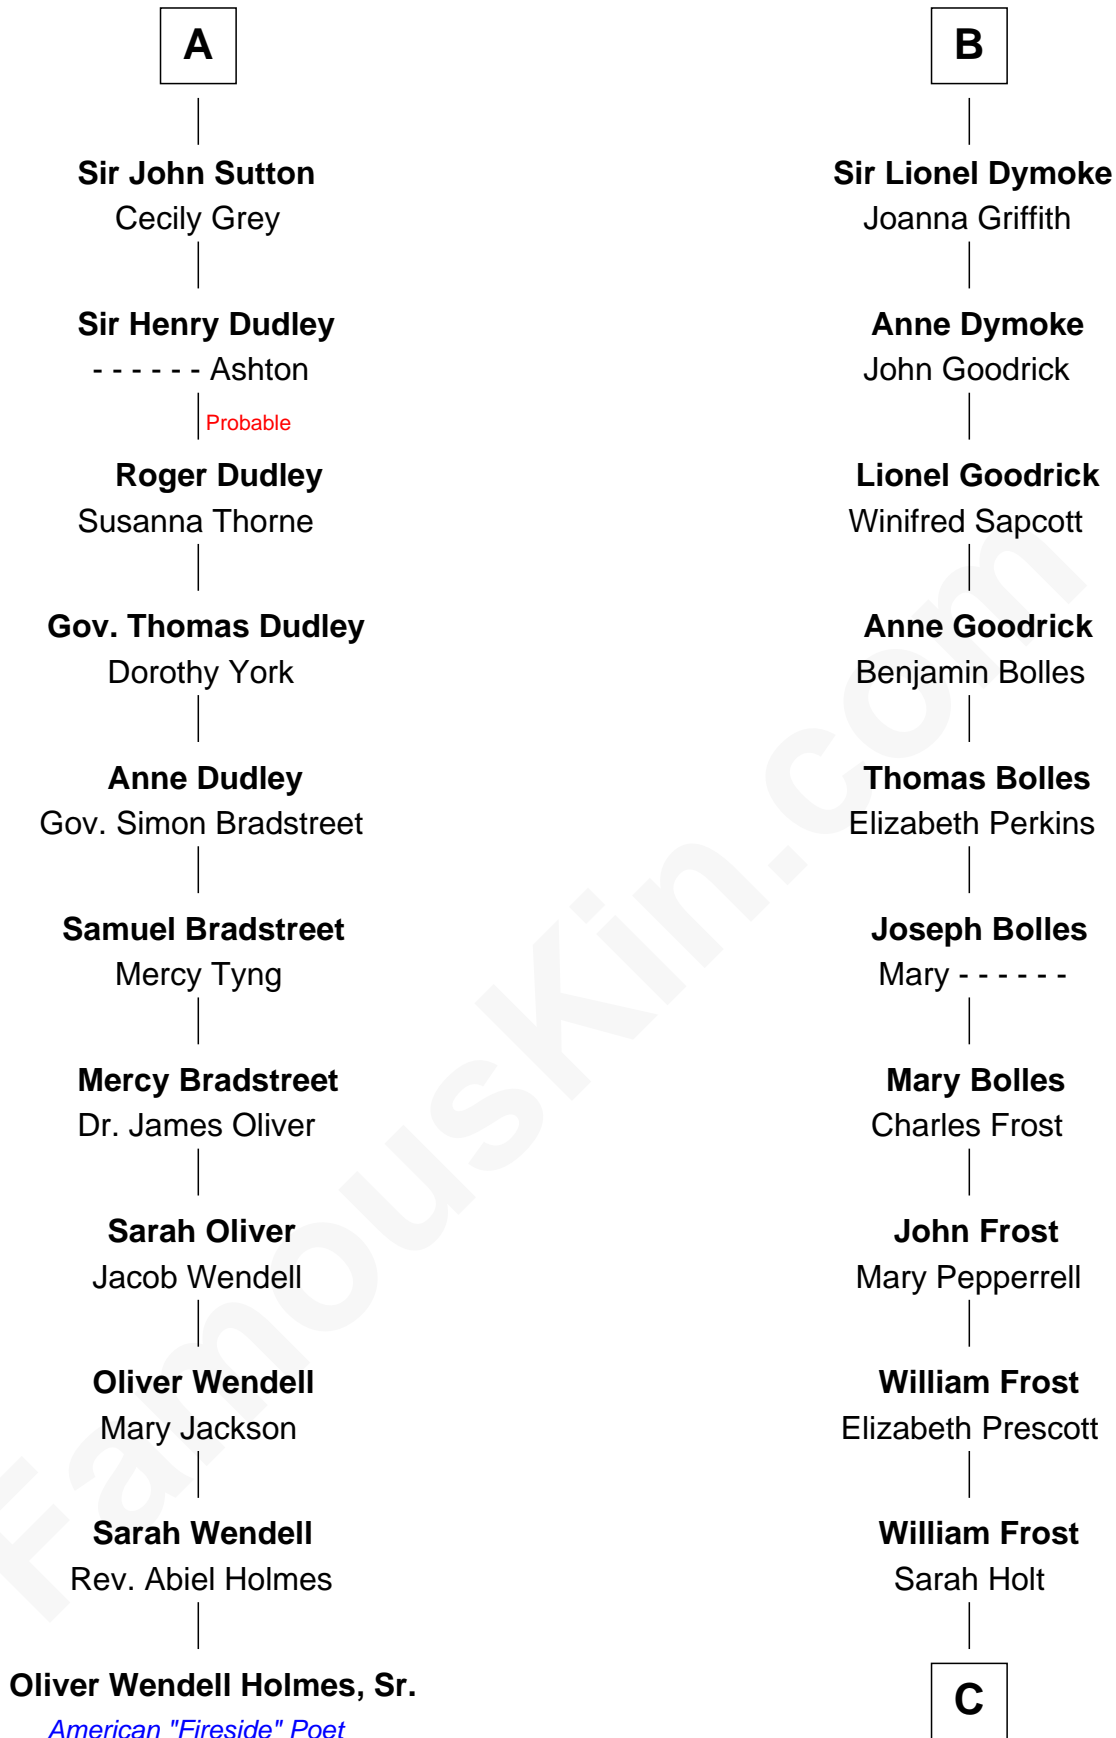 A
Sir John Sutton
Cecily Grey
Sir Henry Dudley
- - - - - - Ashton
Probable
Roger Dudley
Susanna Thorne
Gov. Thomas Dudley
Dorothy York
Anne Dudley
Gov. Simon Bradstreet
Samuel Bradstreet
Mercy Tyng
Mercy Bradstreet
Dr. James Oliver
Sarah Oliver
Jacob Wendell
Oliver Wendell
Mary Jackson
Sarah Wendell
Rev. Abiel Holmes
Oliver Wendell Holmes, Sr.
American "Fireside" Poet
B
Sir Lionel Dymoke
Joanna Griffith
Anne Dymoke
John Goodrick
Lionel Goodrick
Winifred Sapcott
Anne Goodrick
Benjamin Bolles
Thomas Bolles
Elizabeth Perkins
Joseph Bolles
Mary - - - - - -
Mary Bolles
Charles Frost
John Frost
Mary Pepperrell
William Frost
Elizabeth Prescott
William Frost
Sarah Holt
C
FamousKin.com